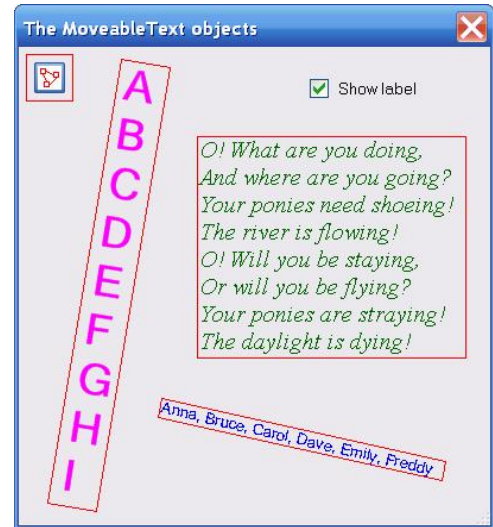 The MoveableText objects
Show label
A
B
C
D
E
F
G
H
I
O! What are you doing,
And where are you going?
Your ponies need shoeing!
The river is flowing!
O! Will you be staying,
Or will you be flying?
Your ponies are straying!
The daylight is dying!
Anna, Bruce, Carol, Dave, Emily, Freddy